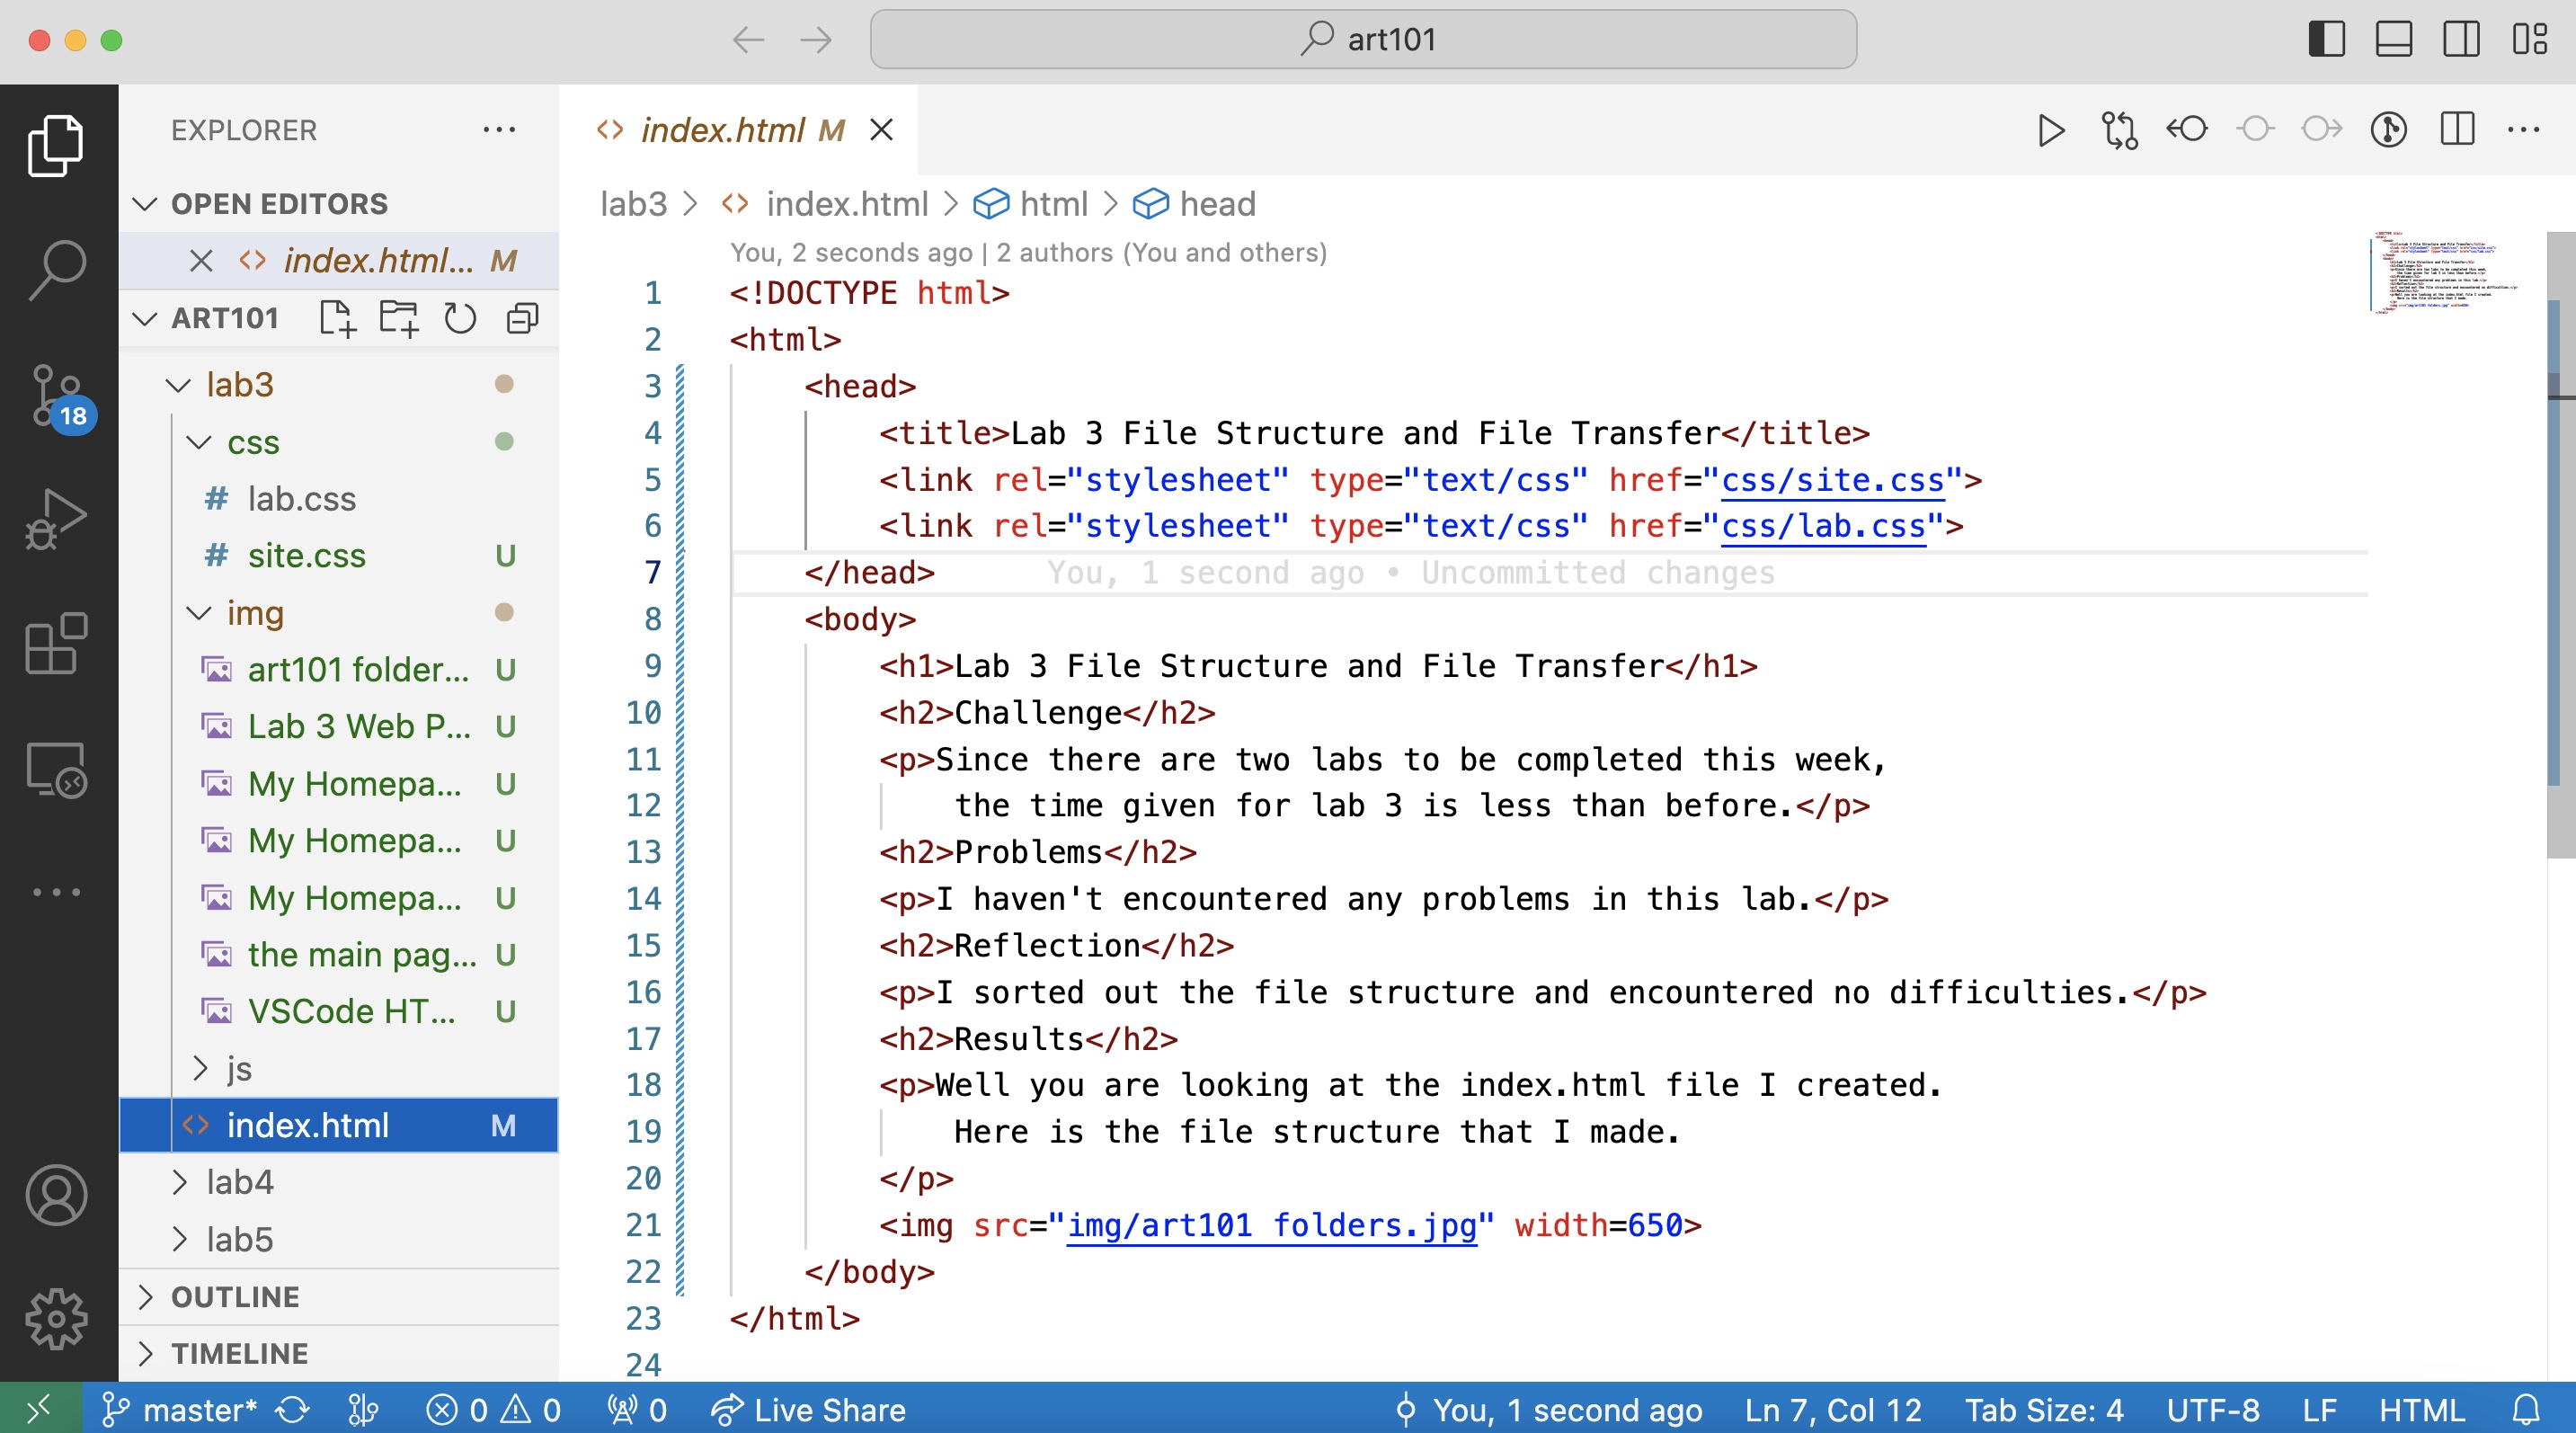 art101
EXPLORER
OPEN EDITORS
index.html... M
ART101
lab3
css
# lab.css
# site.css U
img
art101 folder... U
Lab 3 Web P... U
My Homepa... U
My Homepa... U
My Homepa... U
the main pag... U
VSCode HT... U
js
index.html M
lab4
lab5
OUTLINE
TIMELINE
18
index.html M
lab3 > index.html > html > head
You, 2 seconds ago | 2 authors (You and others)
1 <!DOCTYPE html>
2 <html>
3 <head>
4 <title>Lab 3 File Structure and File Transfer</title>
5 <link rel="stylesheet" type="text/css" href="css/site.css">
6 <link rel="stylesheet" type="text/css" href="css/lab.css">
7 </head> You, 1 second ago • Uncommitted changes
8 <body>
9 <h1>Lab 3 File Structure and File Transfer</h1>
10 <h2>Challenge</h2>
11 <p>Since there are two labs to be completed this week,
12 the time given for lab 3 is less than before.</p>
13 <h2>Problems</h2>
14 <p>I haven't encountered any problems in this lab.</p>
15 <h2>Reflection</h2>
16 <p>I sorted out the file structure and encountered no difficulties.</p>
17 <h2>Results</h2>
18 <p>Well you are looking at the index.html file I created.
19 Here is the file structure that I made.
20 </p>
21 <img src="img/art101 folders.jpg" width=650>
22 </body>
23 </html>
24
master* 0 0 0 Live Share You, 1 second ago Ln 7, Col 12 Tab Size: 4 UTF-8 LF HTML